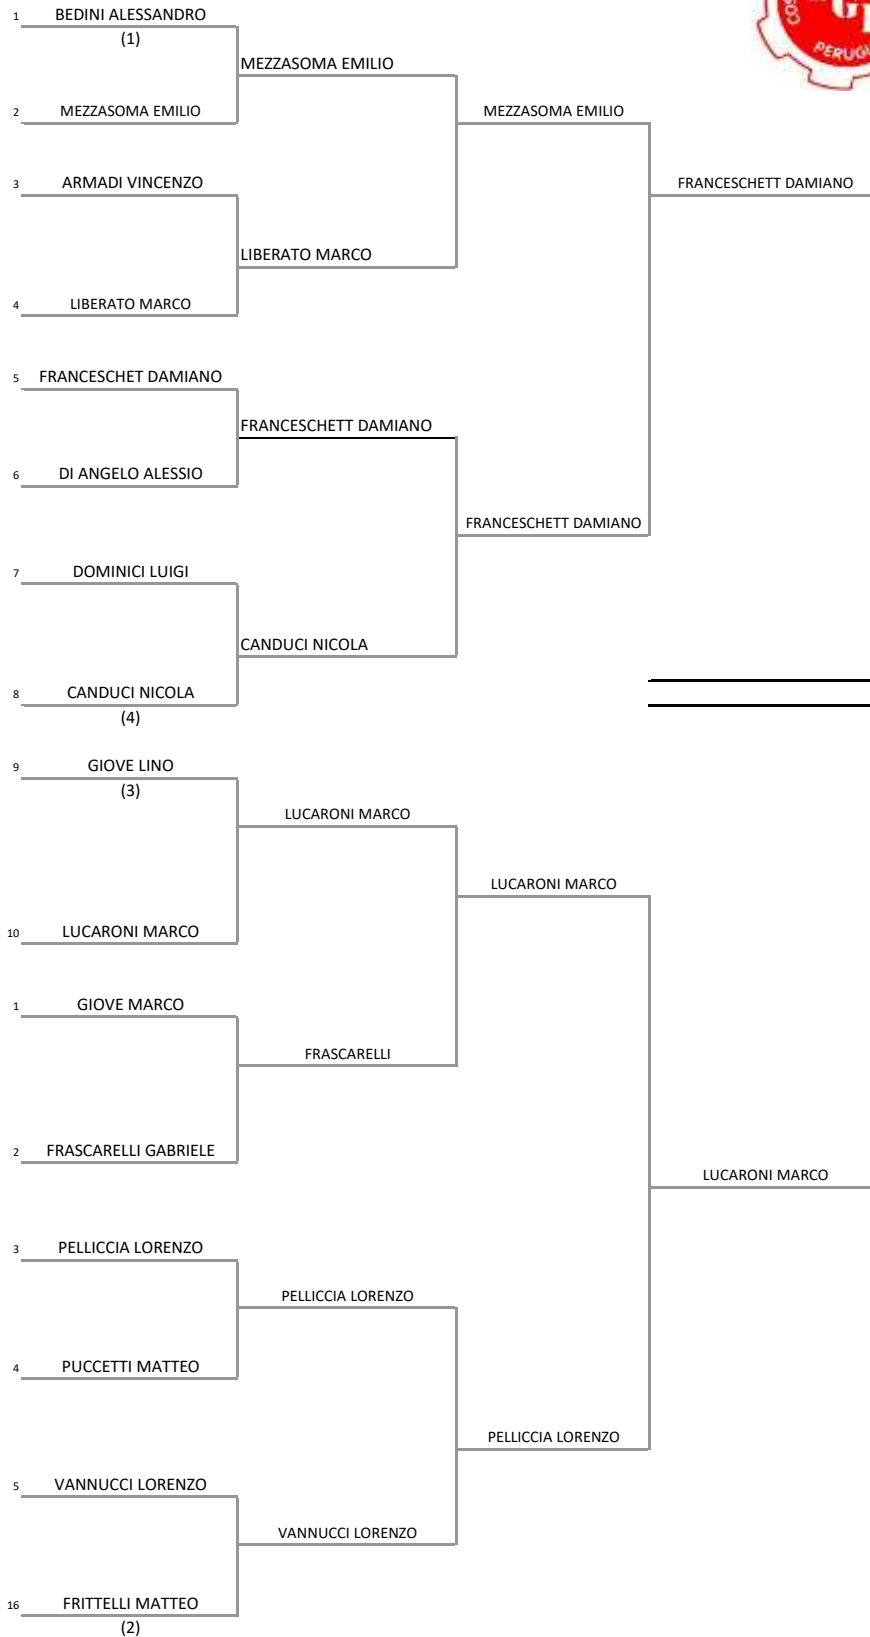 1 BEDINI ALESSANDRO
(1)
MEZZASOMA EMILIO
2 MEZZASOMA EMILIO
MEZZASOMA EMILIO
3 ARMADI VINCENZO
FRANCESCHETT DAMIANO
LIBERATO MARCO
4 LIBERATO MARCO
5 FRANCESCHET DAMIANO
FRANCESCHETT DAMIANO
6 DI ANGELO ALESSIO
FRANCESCHETT DAMIANO
7 DOMINICI LUIGI
CANDUCI NICOLA
8 CANDUCI NICOLA
(4)
9 GIOVE LINO
(3)
LUCARONI MARCO
LUCARONI MARCO
10 LUCARONI MARCO
1 GIOVE MARCO
FRASCARELLI
2 FRASCARELLI GABRIELE
LUCARONI MARCO
3 PELLICCIA LORENZO
PELLICCIA LORENZO
4 PUCCETTI MATTEO
PELLICCIA LORENZO
5 VANNUCCI LORENZO
VANNUCCI LORENZO
16 FRITTELLI MATTEO
(2)